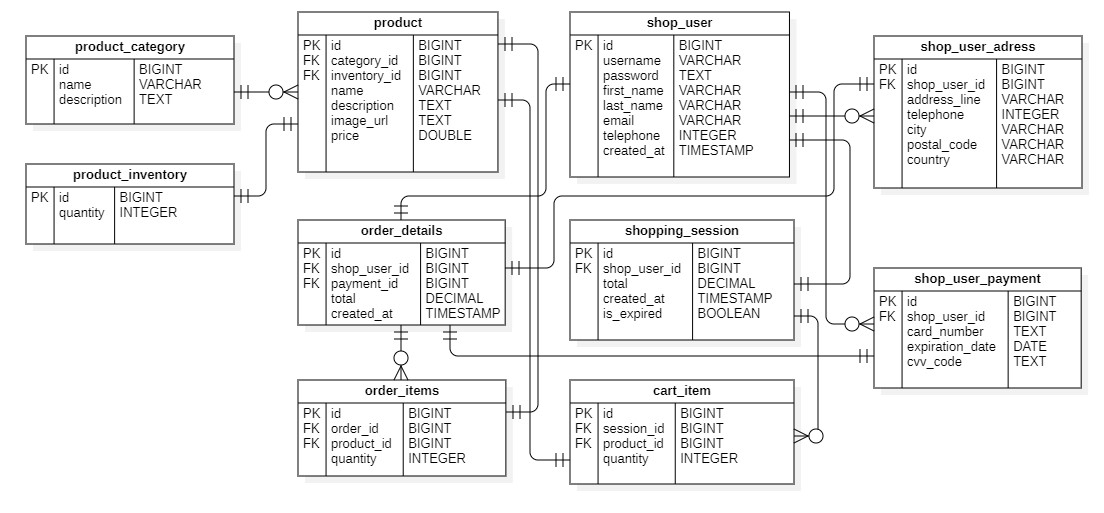 product_category
PK id BIGINT
name VARCHAR
description TEXT
product
PK id BIGINT
FK category_id BIGINT
FK inventory_id BIGINT
name VARCHAR
description TEXT
image_url TEXT
price DOUBLE
shop_user
PK id BIGINT
username VARCHAR
password TEXT
first_name VARCHAR
last_name VARCHAR
email VARCHAR
telephone INTEGER
created_at TIMESTAMP
shop_user_adress
PK id BIGINT
FK shop_user_id BIGINT
address_line VARCHAR
telephone INTEGER
city VARCHAR
postal_code VARCHAR
country VARCHAR
product_inventory
PK id BIGINT
quantity INTEGER
order_details
PK id BIGINT
FK shop_user_id BIGINT
FK payment_id BIGINT
total DECIMAL
created_at TIMESTAMP
shopping_session
PK id BIGINT
FK shop_user_id BIGINT
total DECIMAL
created_at TIMESTAMP
is_expired BOOLEAN
shop_user_payment
PK id BIGINT
FK shop_user_id BIGINT
card_number TEXT
expiration_date DATE
cvv_code TEXT
order_items
PK id BIGINT
FK order_id BIGINT
FK product_id BIGINT
quantity INTEGER
cart_item
PK id BIGINT
FK session_id BIGINT
FK product_id BIGINT
quantity INTEGER